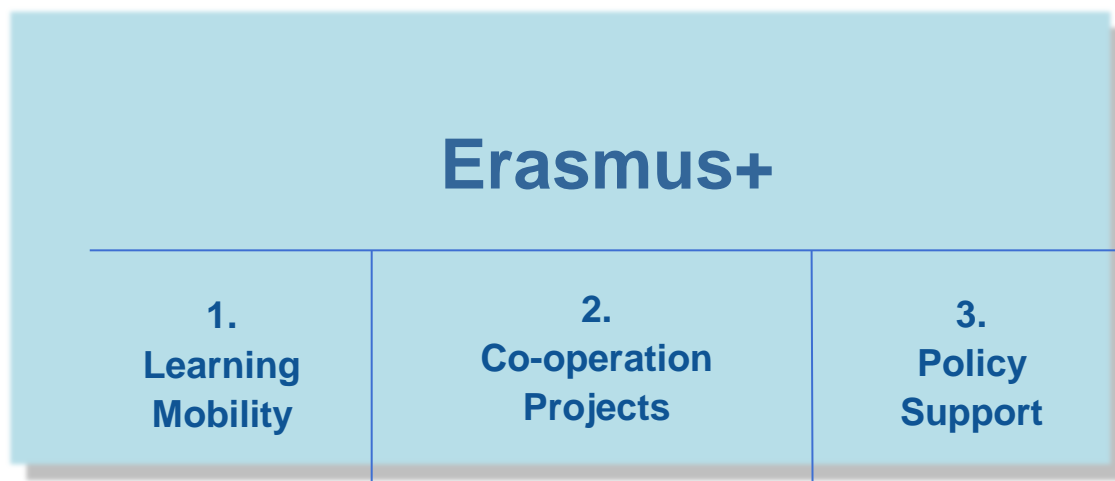 Erasmus+
1.
Learning
Mobility
2.
Co-operation
Projects
3.
Policy
Support